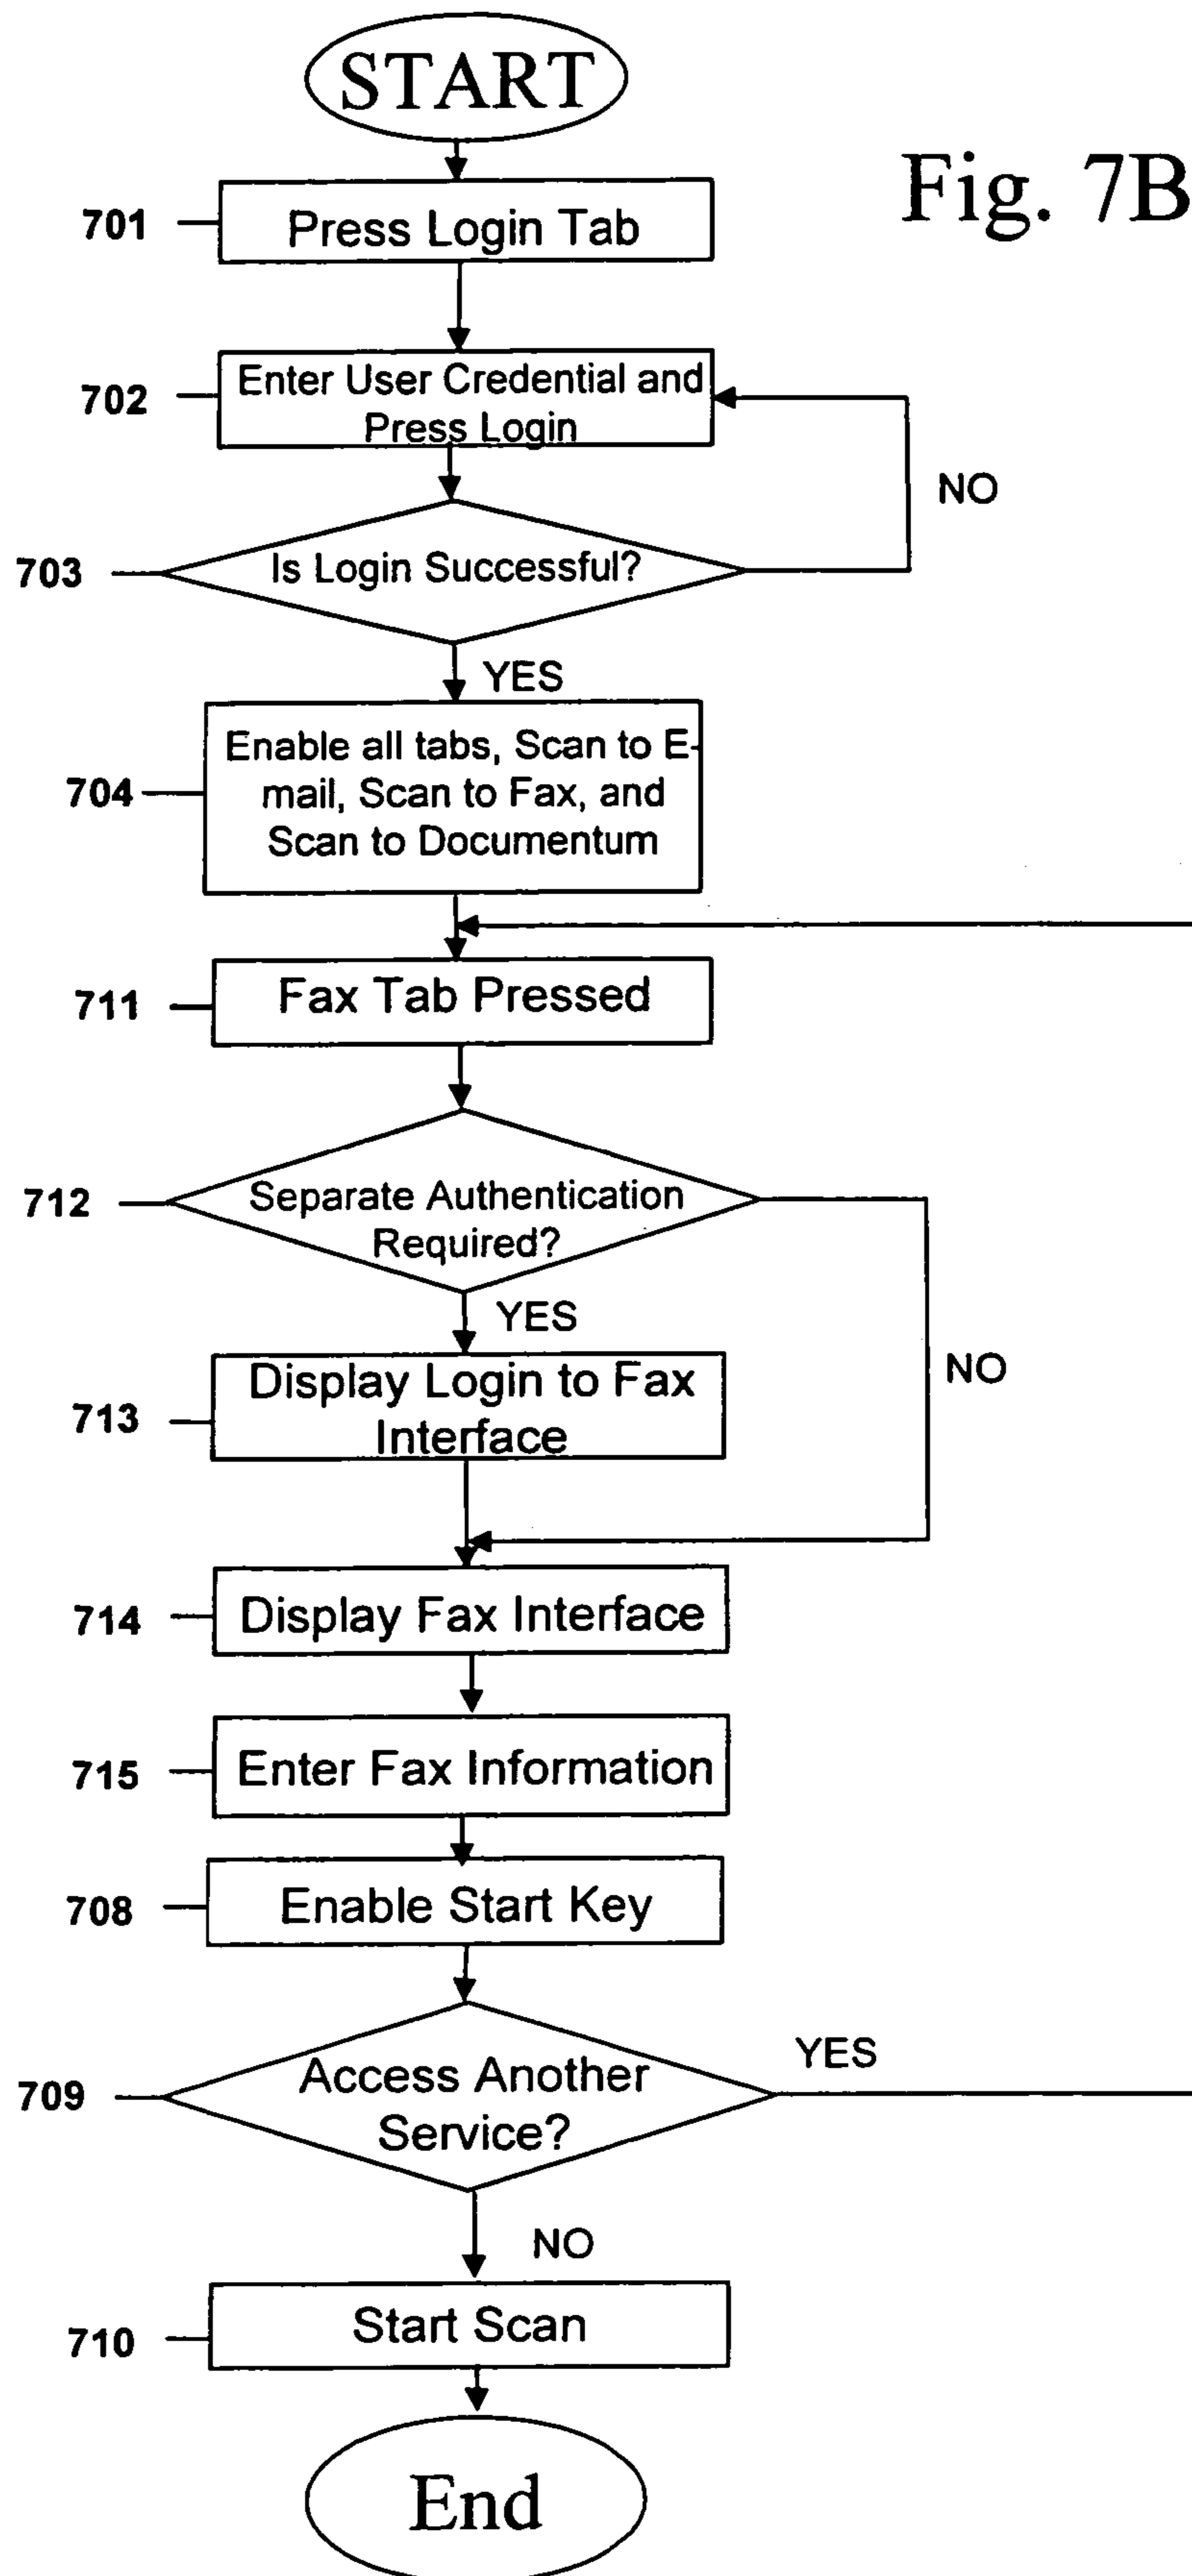 START
Fig. 7B
701
Press Login Tab
702
Enter User Credential and
Press Login
NO
703
Is Login Successful?
YES
704
Enable all tabs, Scan to E-
mail, Scan to Fax, and
Scan to Documentum
711
Fax Tab Pressed
712
Separate Authentication
Required?
YES
NO
713
Display Login to Fax
Interface
714
Display Fax Interface
715
Enter Fax Information
708
Enable Start Key
709
Access Another
Service?
YES
NO
710
Start Scan
End